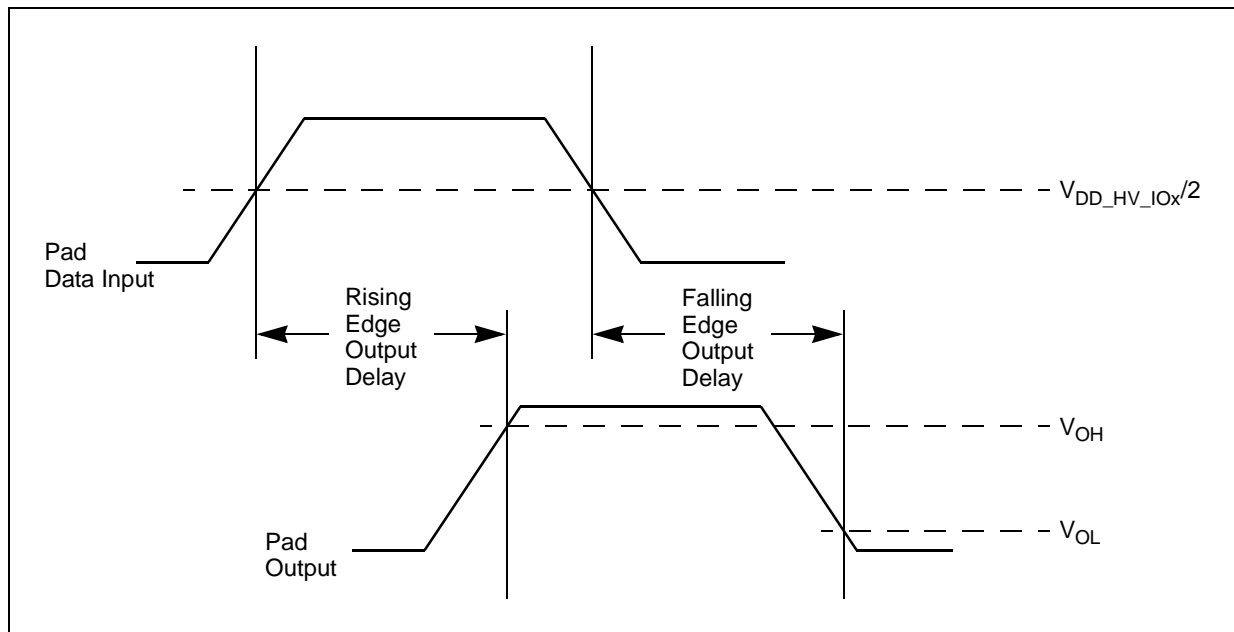 V_DD_HV_IOx/2
Pad
Data Input
Rising
Edge
Output
Delay
Falling
Edge
Output
Delay
V_OH
V_OL
Pad
Output